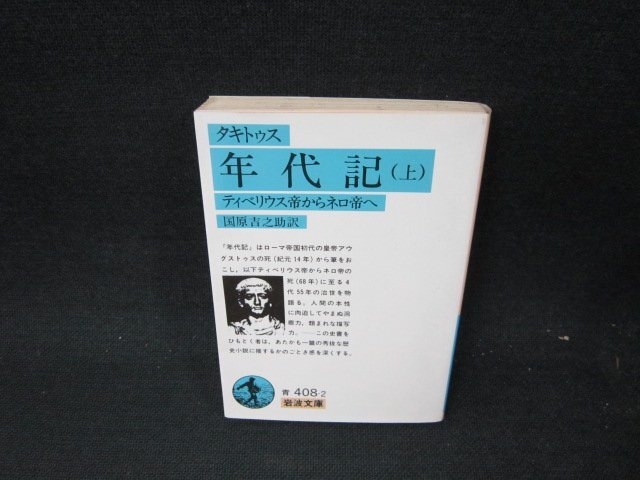 タキトゥス
年代記(上)
ティベリウス帝からネロ帝へ
国原吉之助訳
「年代記」はローマ帝国初代の皇帝アウ
グストゥスの死(紀元14年)から筆をお
こし,以下ティベリウス帝からネロ帝の
死(68年)に至る4
代55年の治世を物
語る。人間の本性
に肉迫してやまぬ洞
察力,類まれな描写
力。――この史書を
ひもとく者は,あたかも一篇の秀抜な歴
史小説に接するかのごとき感を深くする。
青 408-2
岩波文庫